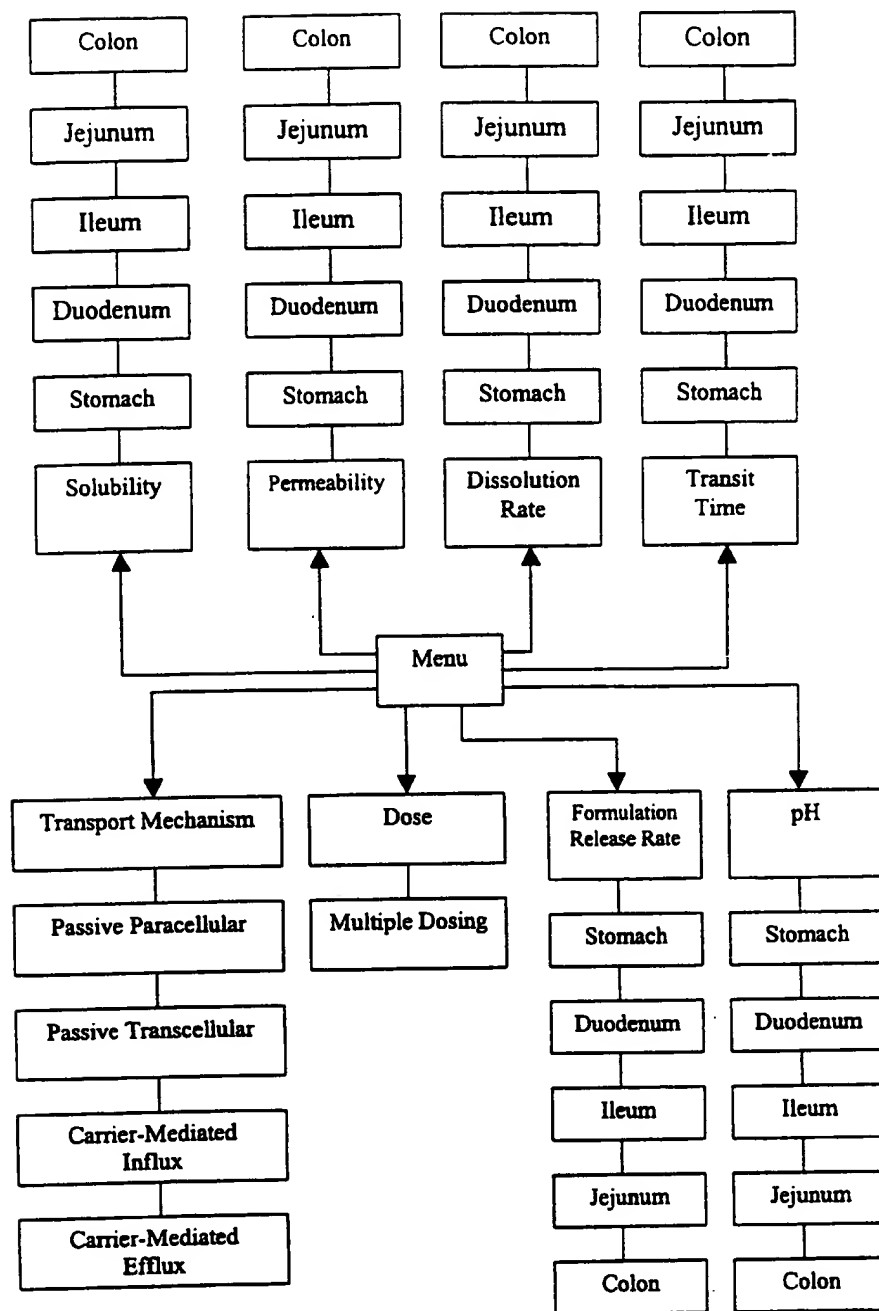 Colon
Colon
Colon
Colon
Jejunum
Jejunum
Jejunum
Jejunum
Ileum
Ileum
Ileum
Ileum
Duodenum
Duodenum
Duodenum
Duodenum
Stomach
Stomach
Stomach
Stomach
Solubility
Permeability
Dissolution
Rate
Transit
Time
Menu
Transport Mechanism
Dose
Formulation
Release Rate
pH
Passive Paracellular
Multiple Dosing
Stomach
Stomach
Passive Transcellular
Duodenum
Duodenum
Carrier-Mediated
Influx
Ileum
Ileum
Carrier-Mediated
Efflux
Jejunum
Jejunum
Colon
Colon